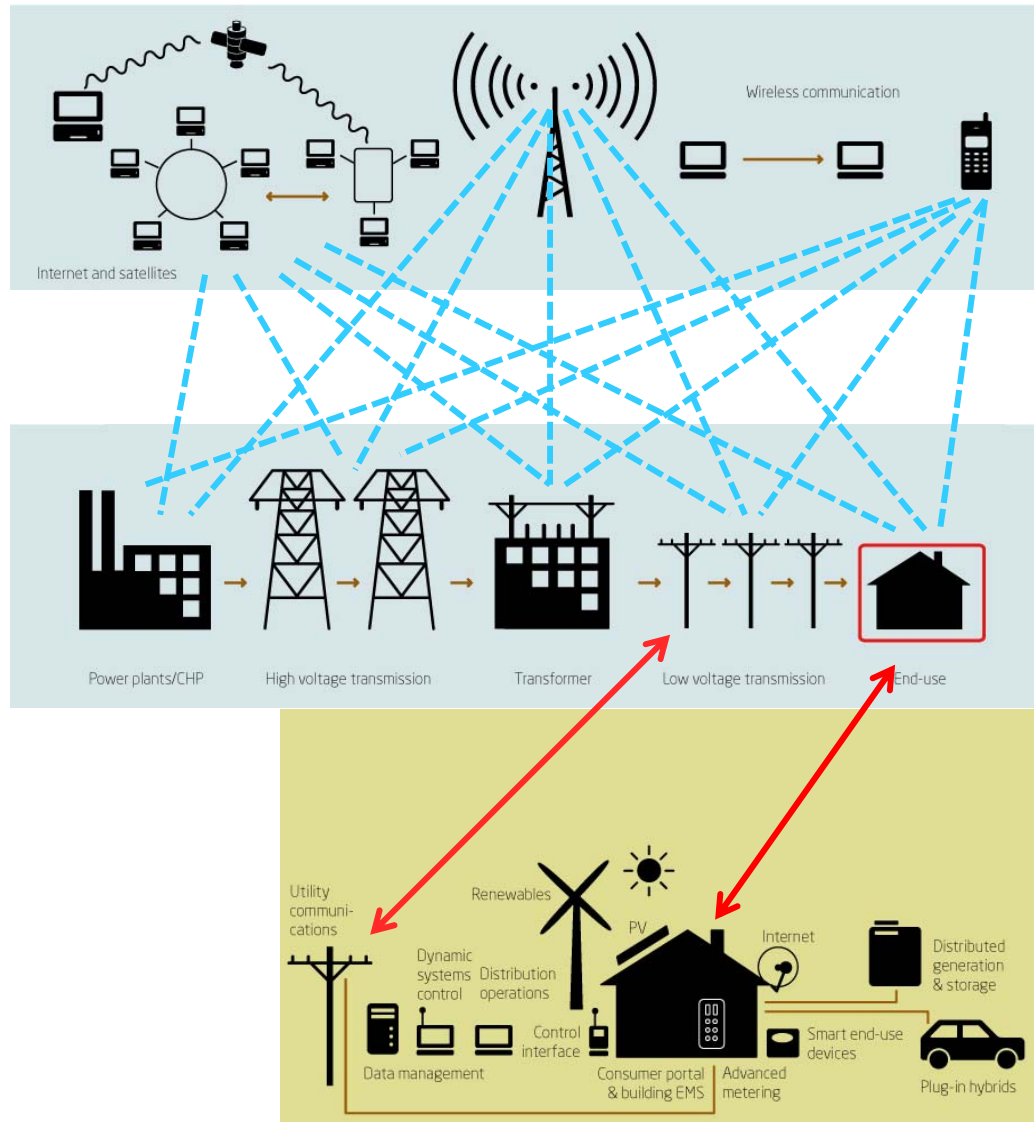 Wireless communication
Internet and satellites
Power plants/CHP
High voltage transmission
Transformer
Low voltage transmission
End-use
Utility
communi-
cations
Renewables
PV
Internet
Distributed
generation
& storage
Dynamic
systems
control
Distribution
operations
Control
interface
Smart end-use
devices
Data management
Consumer portal
& building EMS
Advanced
metering
Plug-in hybrids